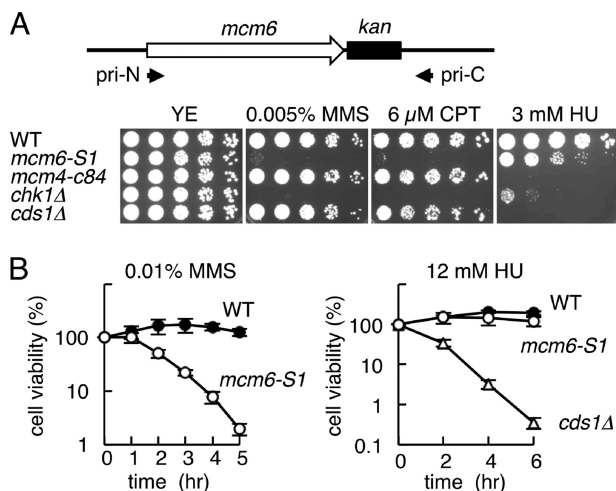 A
mcm6 kan
pri-N pri-C
YE 0.005% MMS 6 µM CPT 3 mM HU
WT
mcm6-S1
mcm4-c84
chk1Δ
cds1Δ
B
0.01% MMS
cell viability (%)
100
10
1
WT
mcm6-S1
0 1 2 3 4 5
time (hr)
12 mM HU
cell viability (%)
100
10
1
0.1
WT
mcm6-S1
cds1Δ
0 2 4 6
time (hr)